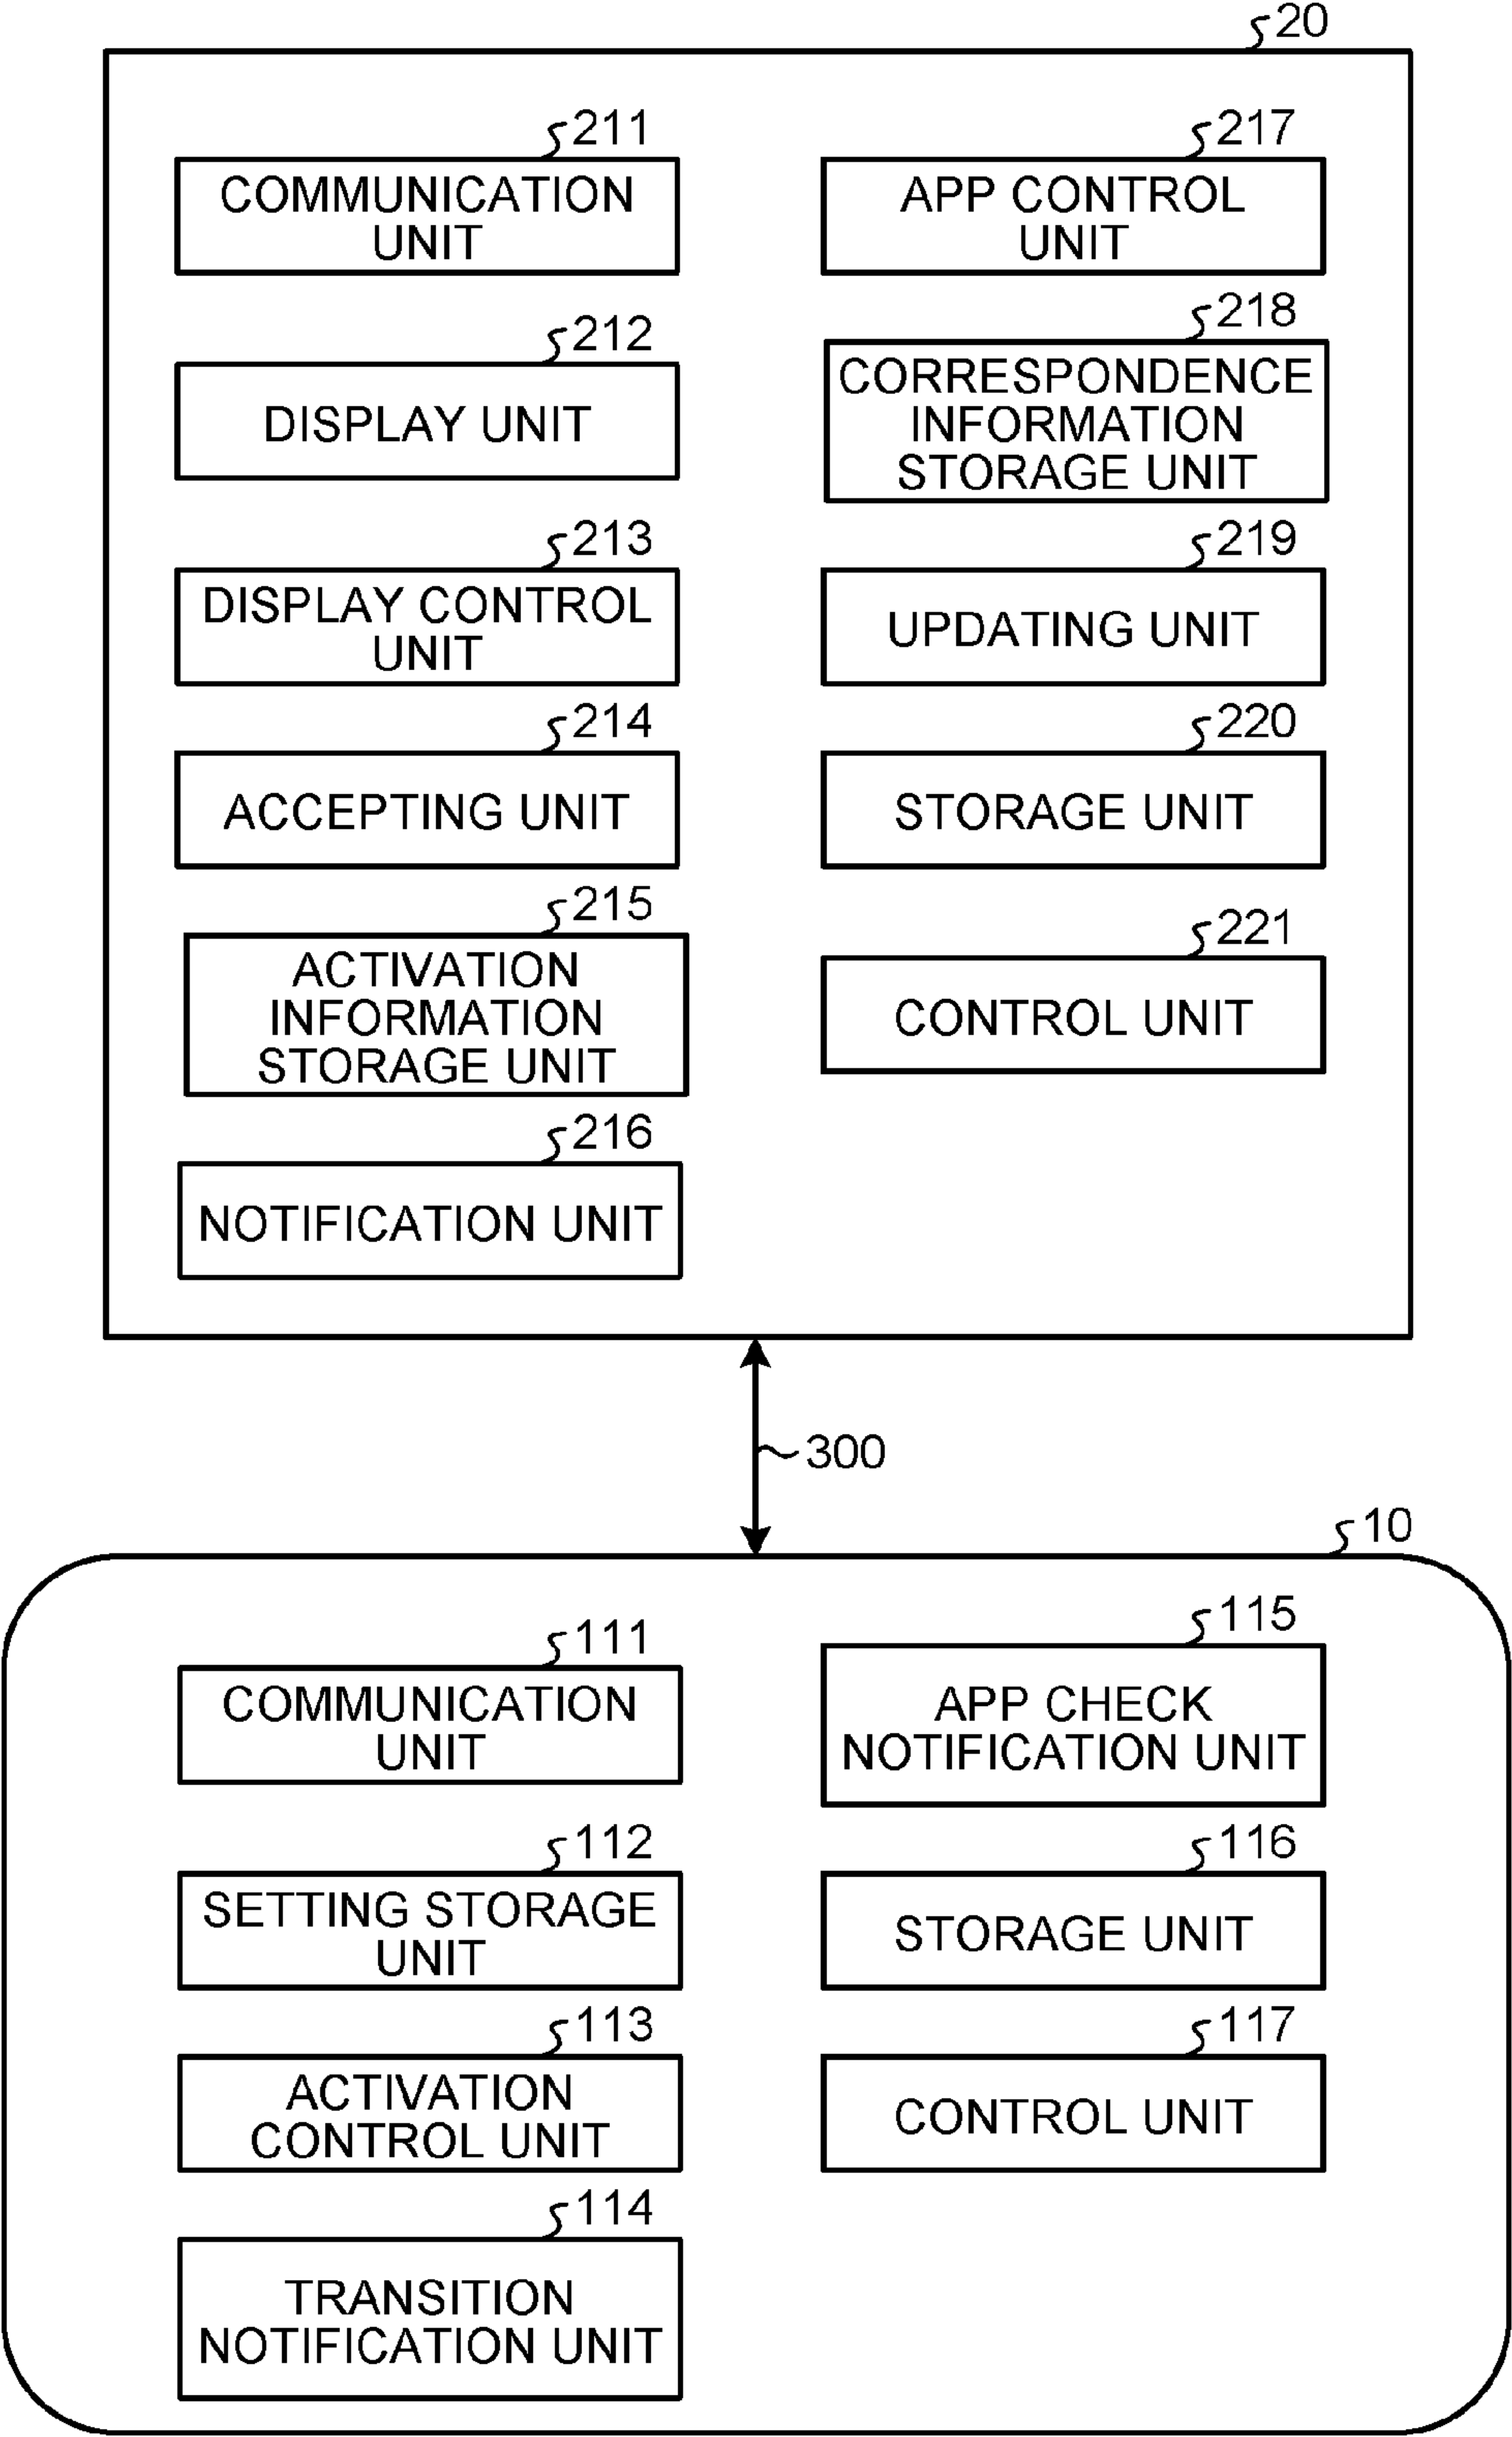 20
211
COMMUNICATION
UNIT
212
DISPLAY UNIT
213
DISPLAY CONTROL
UNIT
214
ACCEPTING UNIT
215
ACTIVATION
INFORMATION
STORAGE UNIT
216
NOTIFICATION UNIT
217
APP CONTROL
UNIT
218
CORRESPONDENCE
INFORMATION
STORAGE UNIT
219
UPDATING UNIT
220
STORAGE UNIT
221
CONTROL UNIT
300
10
111
COMMUNICATION
UNIT
112
SETTING STORAGE
UNIT
113
ACTIVATION
CONTROL UNIT
114
TRANSITION
NOTIFICATION UNIT
115
APP CHECK
NOTIFICATION UNIT
116
STORAGE UNIT
117
CONTROL UNIT